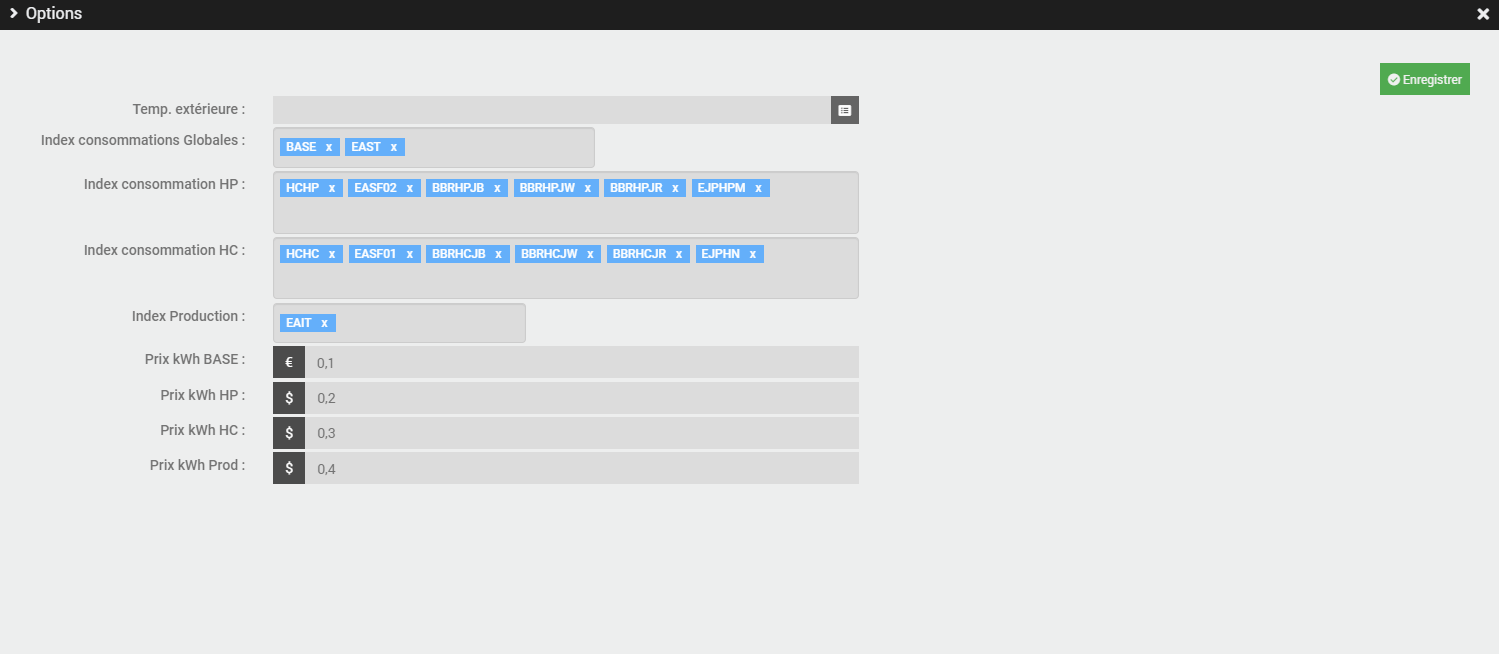 Options
Enregistrer
Temp. extérieure :
Index consommations Globales : BASE x EAST x
Index consommation HP : HCHP x EASF02 x BBRHPJB x BBRHPJW x BBRHPJR x EJPHPM x
Index consommation HC : HCHC x EASF01 x BBRHCJB x BBRHCJW x BBRHCJR x EJPHN x
Index Production : EAIT x
Prix kWh BASE : € 0,1
Prix kWh HP : $ 0,2
Prix kWh HC : $ 0,3
Prix kWh Prod : $ 0,4